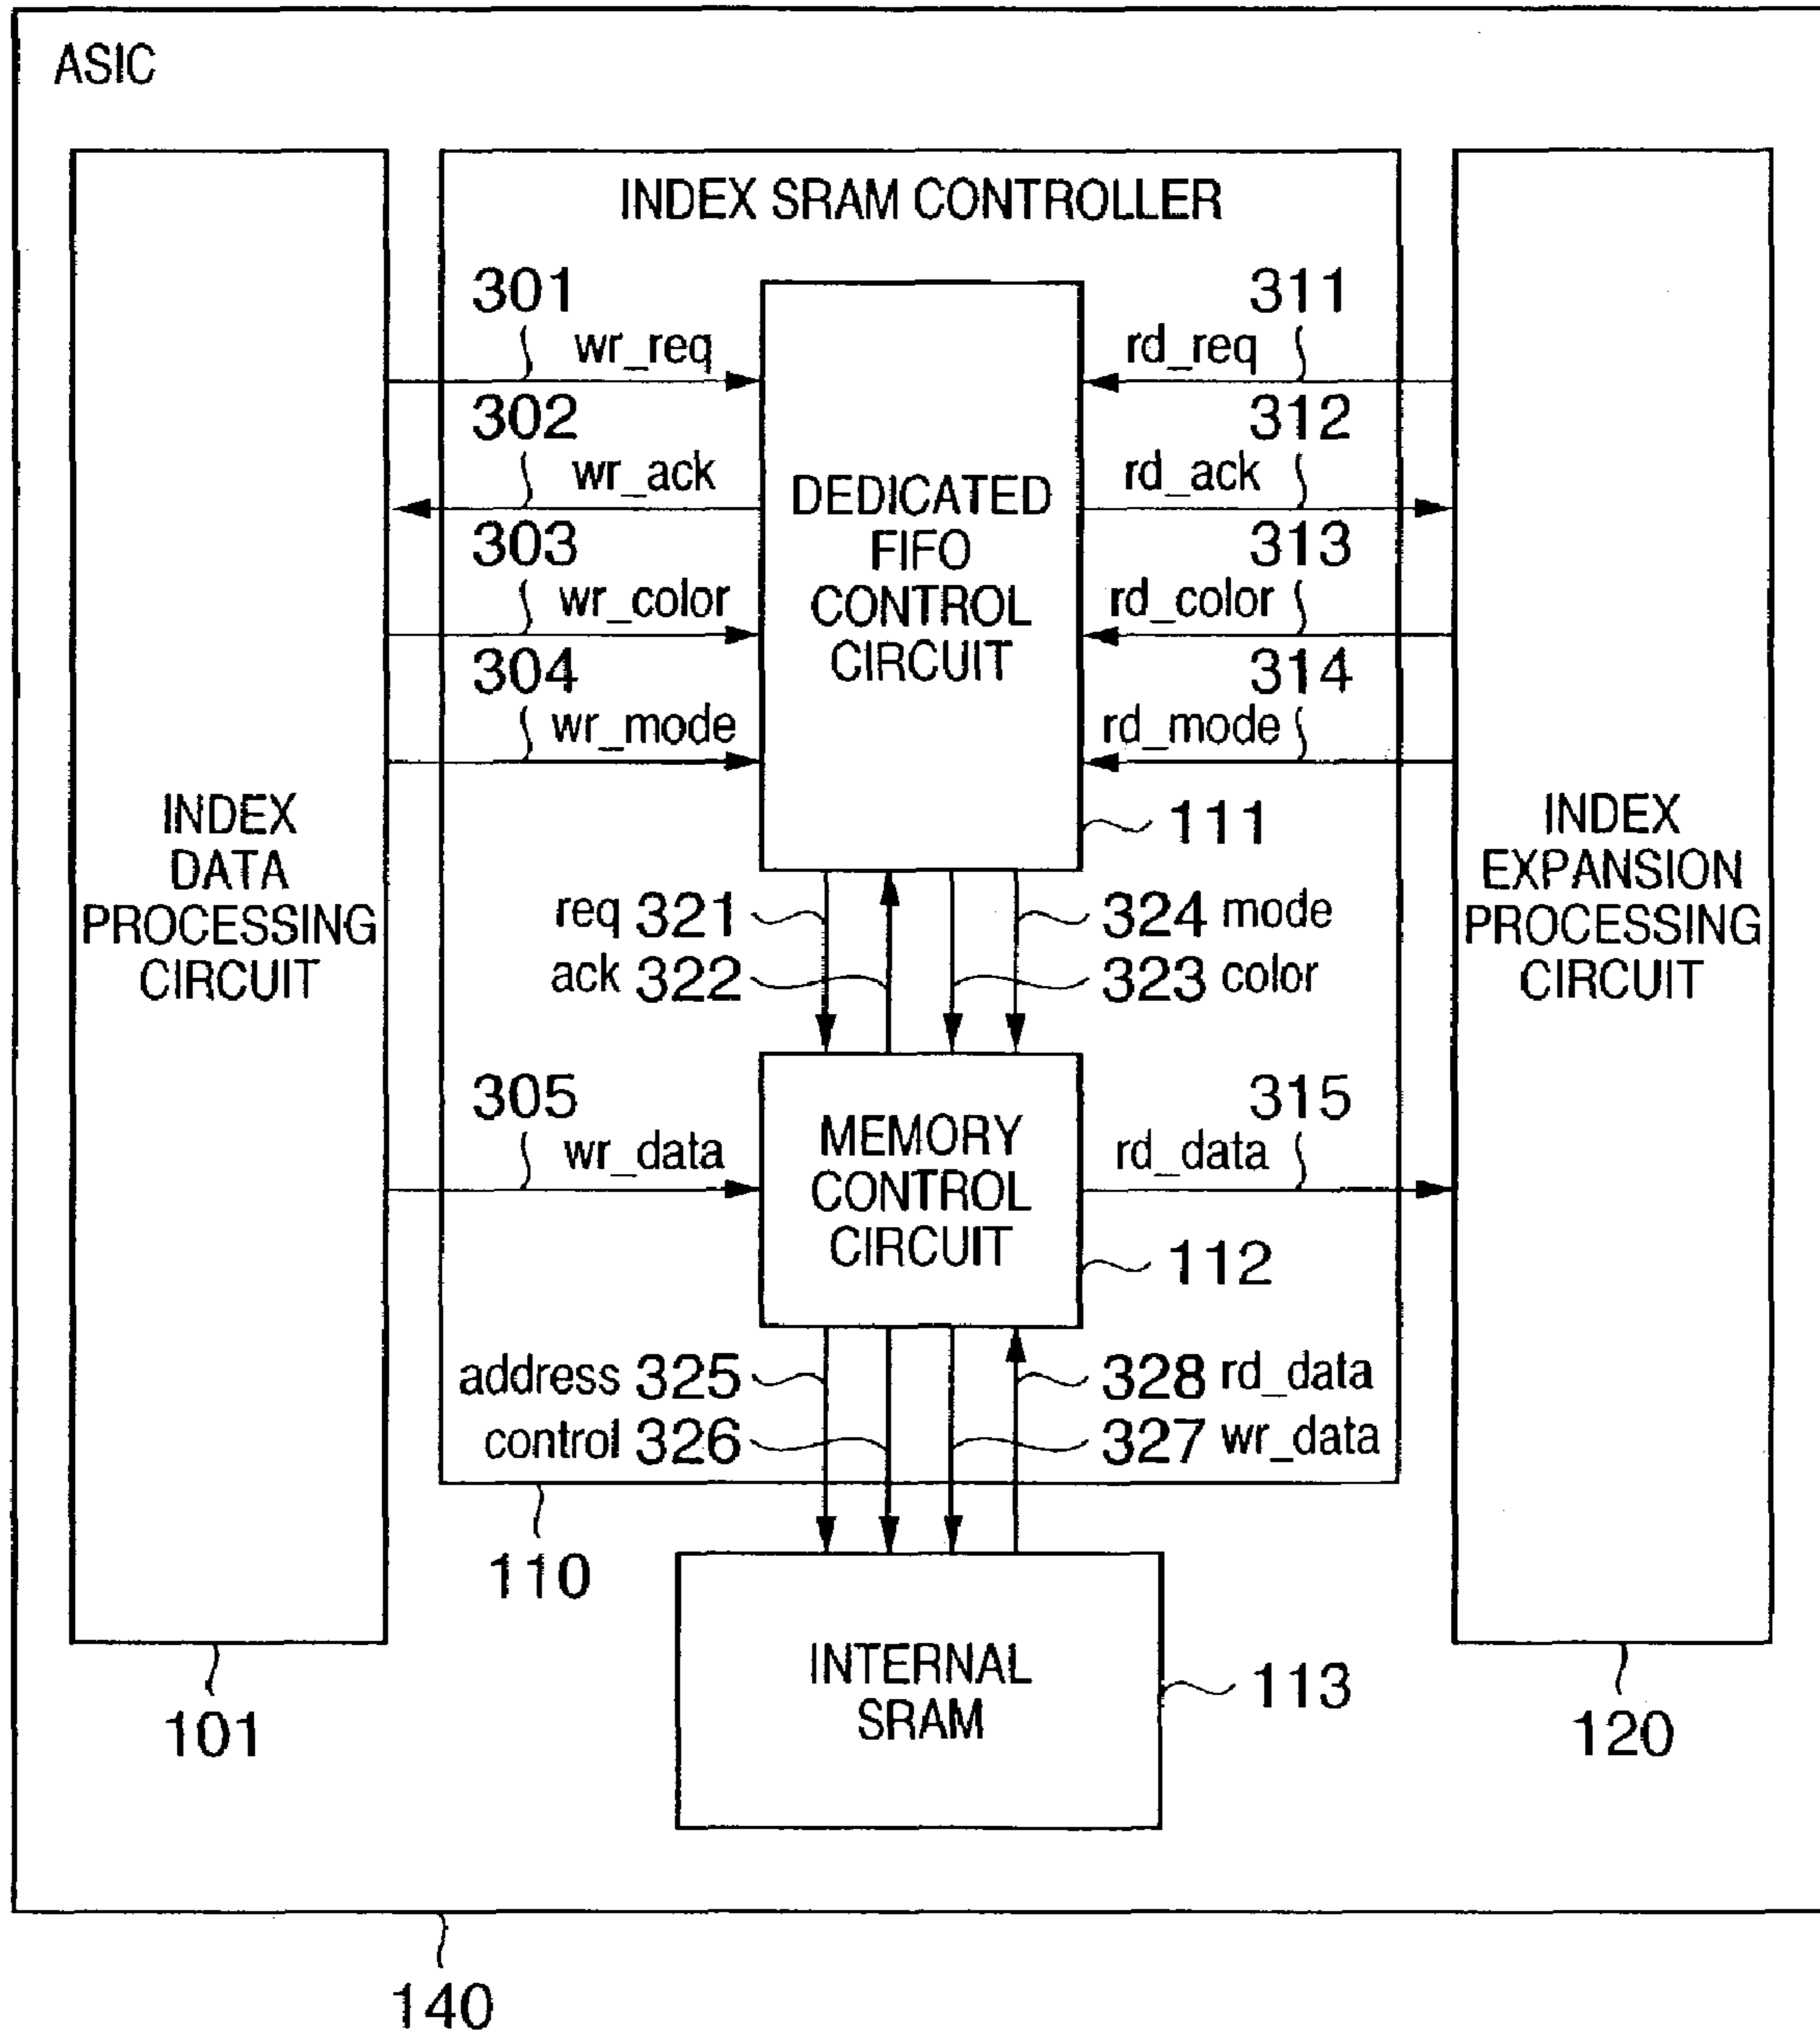 ASIC
INDEX SRAM CONTROLLER
301
wr_req
302
wr_ack
303
wr_color
304
wr_mode
311
rd_req
312
rd_ack
313
rd_color
314
rd_mode
DEDICATED
FIFO
CONTROL
CIRCUIT
111
INDEX
DATA
PROCESSING
CIRCUIT
INDEX
EXPANSION
PROCESSING
CIRCUIT
req 321
324 mode
ack 322
323 color
305
wr_data
315
rd_data
MEMORY
CONTROL
CIRCUIT
112
address 325
328 rd_data
control 326
327 wr_data
110
INTERNAL
SRAM
113
101
120
140